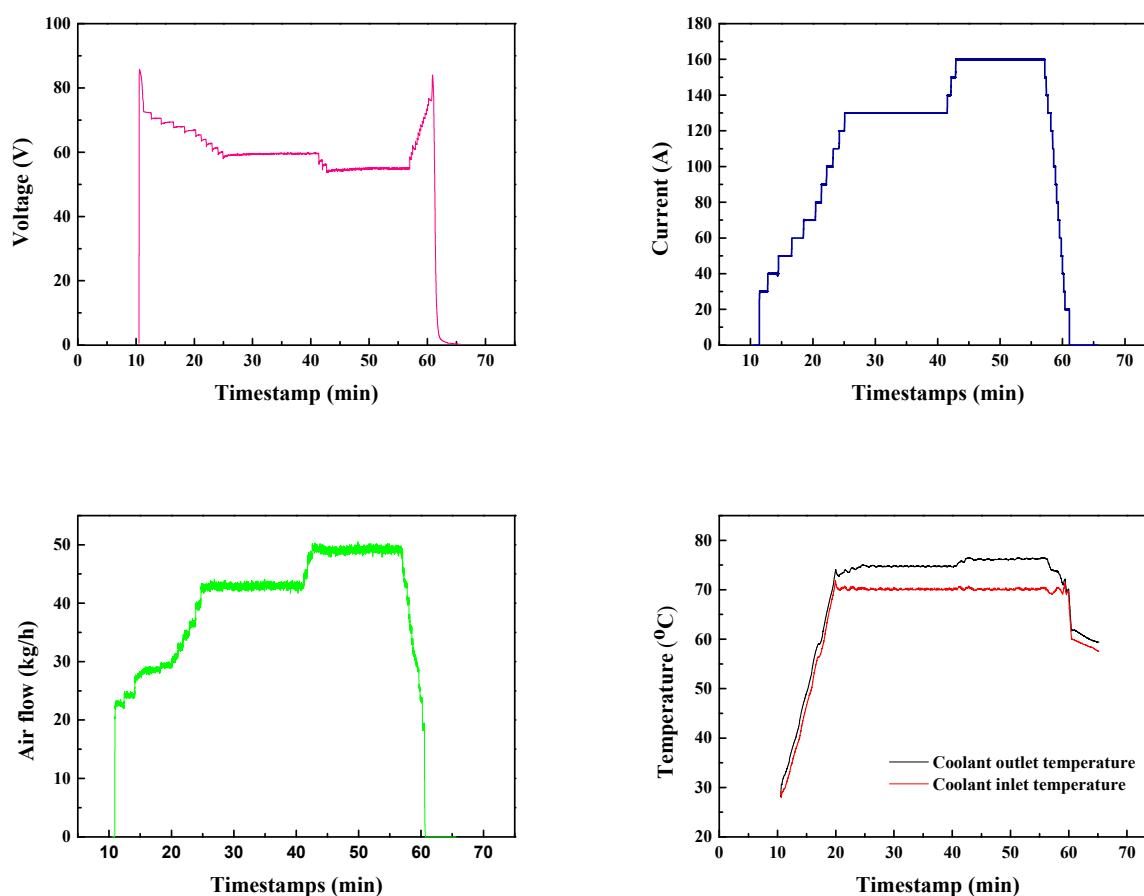 100
80
60
40
20
0
0 10 20 30 40 50 60 70
Voltage (V)
Timestamp (min)
180
160
140
120
100
80
60
40
20
0
10 20 30 40 50 60 70
Current (A)
Timestamps (min)
50
40
30
20
10
0
10 20 30 40 50 60 70
Air flow (kg/h)
Timestamps (min)
80
70
60
50
40
30
20
0 10 20 30 40 50 60 70
Temperature (⁰C)
Timestamp (min)
Coolant outlet temperature
Coolant inlet temperature